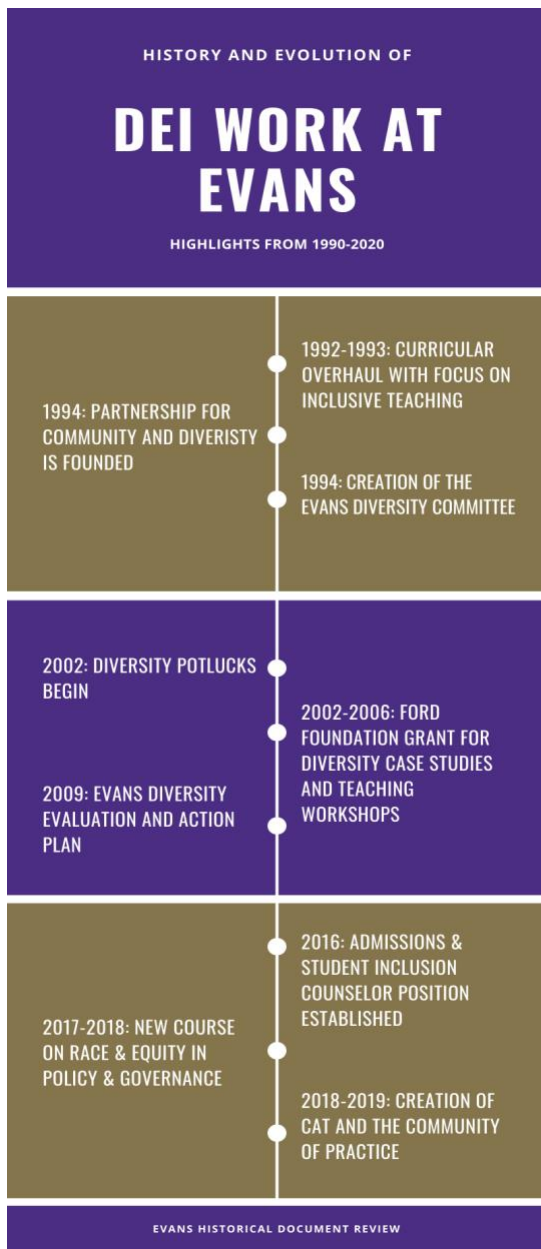 HISTORY AND EVOLUTION OF
DEI WORK AT
EVANS
HIGHLIGHTS FROM 1990-2020
1992-1993: CURRICULAR
OVERHAUL WITH FOCUS ON
INCLUSIVE TEACHING
1994: PARTNERSHIP FOR
COMMUNITY AND DIVERISTY
IS FOUNDED
1994: CREATION OF THE
EVANS DIVERSITY COMMITTEE
2002: DIVERSITY POTLUCKS
BEGIN
2002-2006: FORD
FOUNDATION GRANT FOR
DIVERSITY CASE STUDIES
AND TEACHING
WORKSHOPS
2009: EVANS DIVERSITY
EVALUATION AND ACTION
PLAN
2016: ADMISSIONS &
STUDENT INCLUSION
COUNSELOR POSITION
ESTABLISHED
2017-2018: NEW COURSE
ON RACE & EQUITY IN
POLICY & GOVERNANCE
2018-2019: CREATION OF
CAT AND THE COMMUNITY
OF PRACTICE
EVANS HISTORICAL DOCUMENT REVIEW